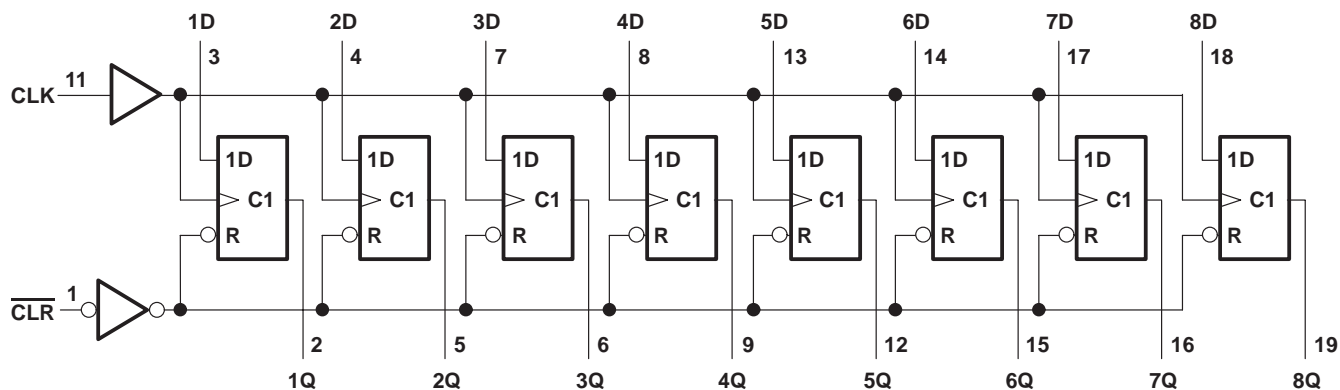 1D 2D 3D 4D 5D 6D 7D 8D
3 4 7 8 13 14 17 18
CLK 11
1D 1D 1D 1D 1D 1D 1D 1D
C1 C1 C1 C1 C1 C1 C1 C1
R R R R R R R R
CLR 1
2 5 6 9 12 15 16 19
1Q 2Q 3Q 4Q 5Q 6Q 7Q 8Q